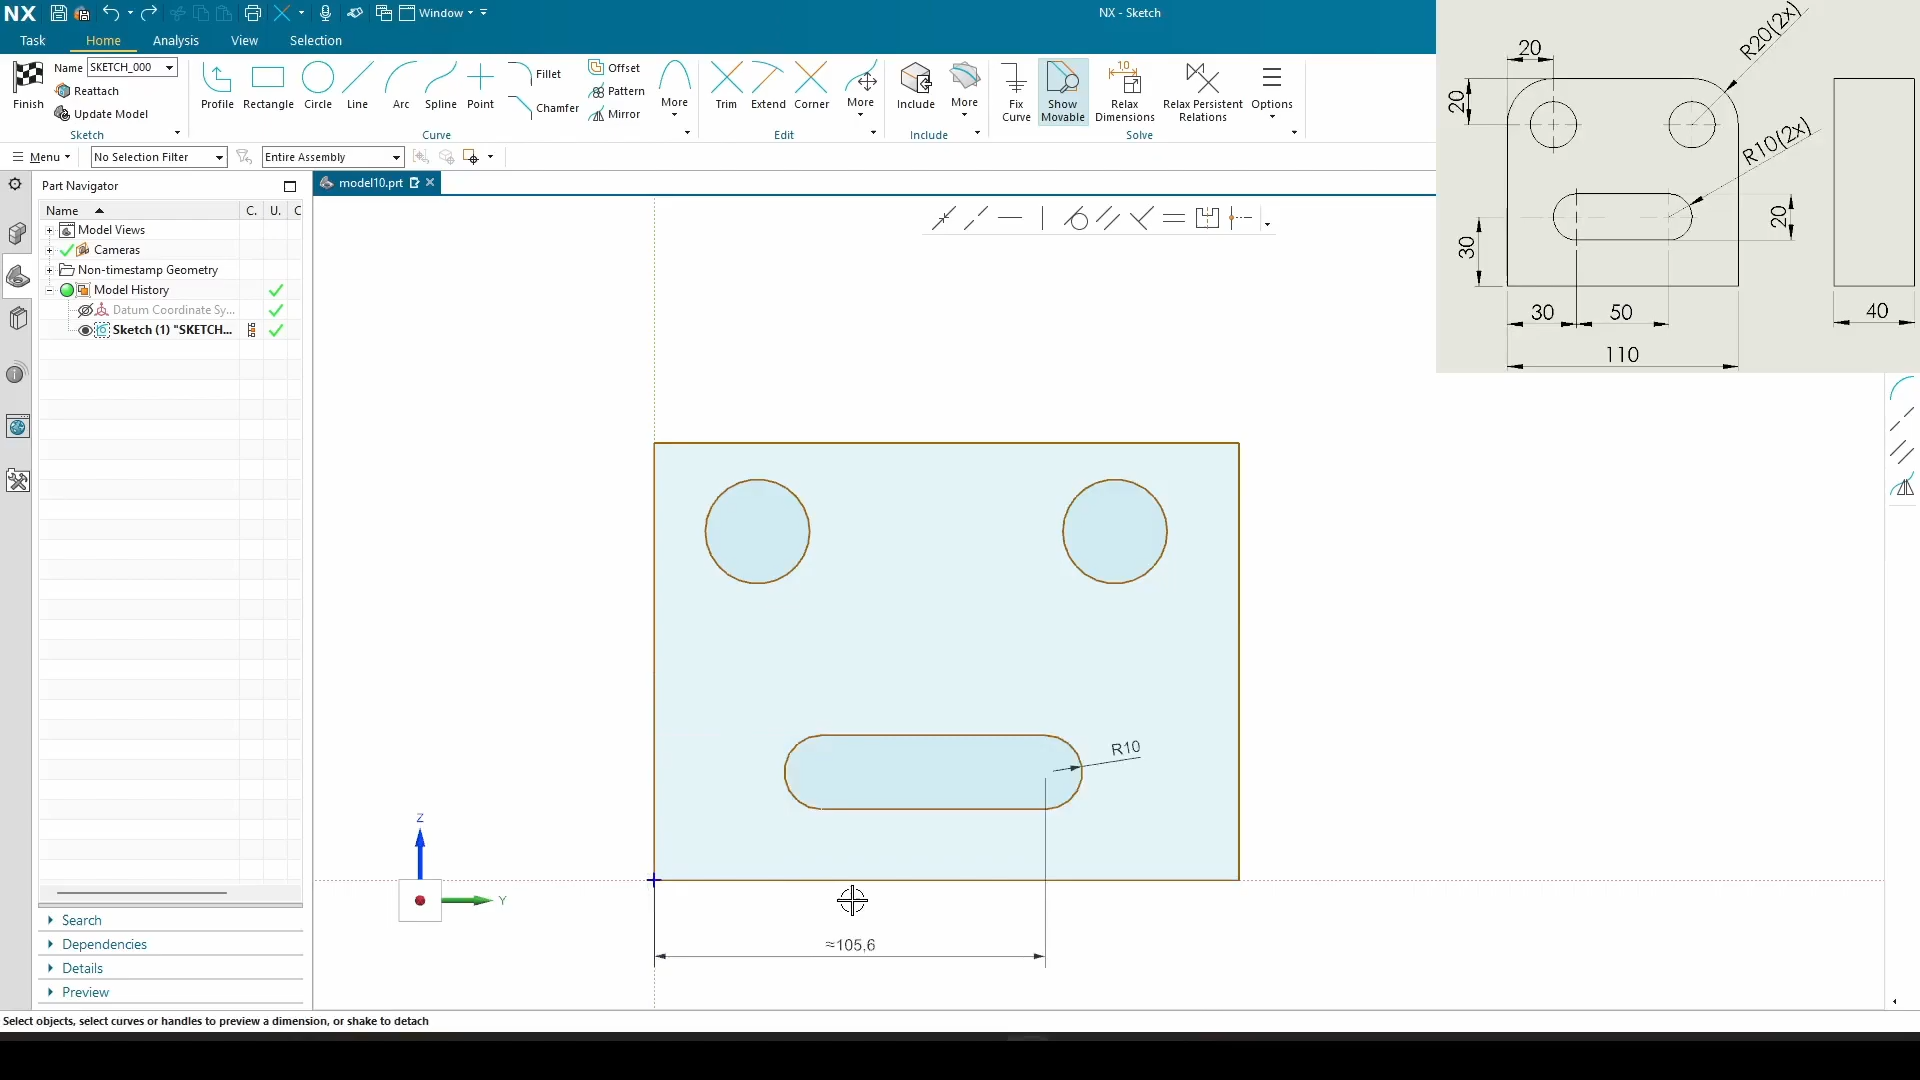 NX
Window
NX - Sketch
Task
Home
Analysis
View
Selection
Finish
Name
SKETCH_000
Reattach
Update Model
Sketch
Profile
Rectangle
Circle
Line
Arc
Spline
Point
Fillet
Chamfer
Offset
Pattern
Mirror
More
Curve
Trim
Extend
Corner
More
Edit
Include
More
Include
Fix
Curve
Show
Movable
Relax
Dimensions
Relax Persistent
Relations
Options
Solve
Menu
No Selection Filter
Entire Assembly
Part Navigator
model10.prt
Name
C.
U.
C
Model Views
Cameras
Non-timestamp Geometry
Model History
Datum Coordinate Sy...
Sketch (1) "SKETCH...
Search
Dependencies
Details
Preview
20
20
R20(2x)
R10(2x)
20
30
30
50
110
40
1,0
R10
≈105,6
Z
Y
Select objects, select curves or handles to preview a dimension, or shake to detach